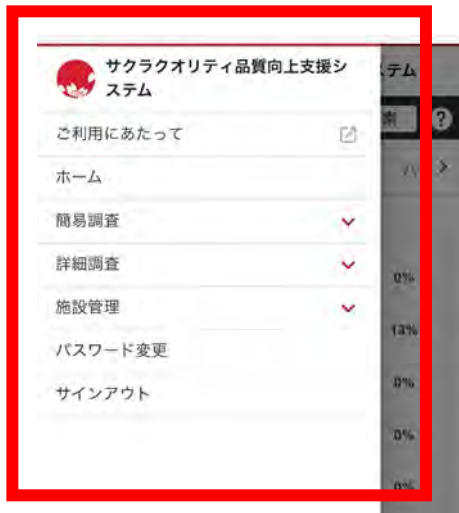 サクラクオリティ品質向上支援シ
ステム
ステム
ご利用にあたって
索 ?
ホーム
簡易調査
詳細調査
0%
施設管理
13%
パスワード変更
0%
サインアウト
0%
0%